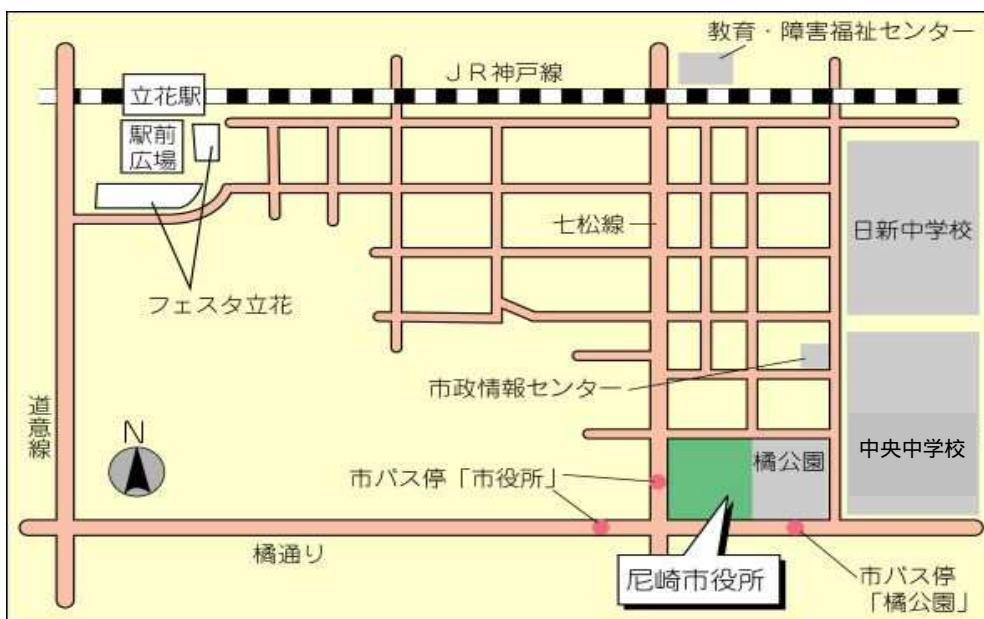 教育・障害福祉センター
JR神戸線
立花駅
駅前
広場
七松線
日新中学校
フェスタ立花
市政情報センター
道意線
N
中央中学校
橘公園
市バス停「市役所」
橘通り
尼崎市役所
市バス停
「橘公園」